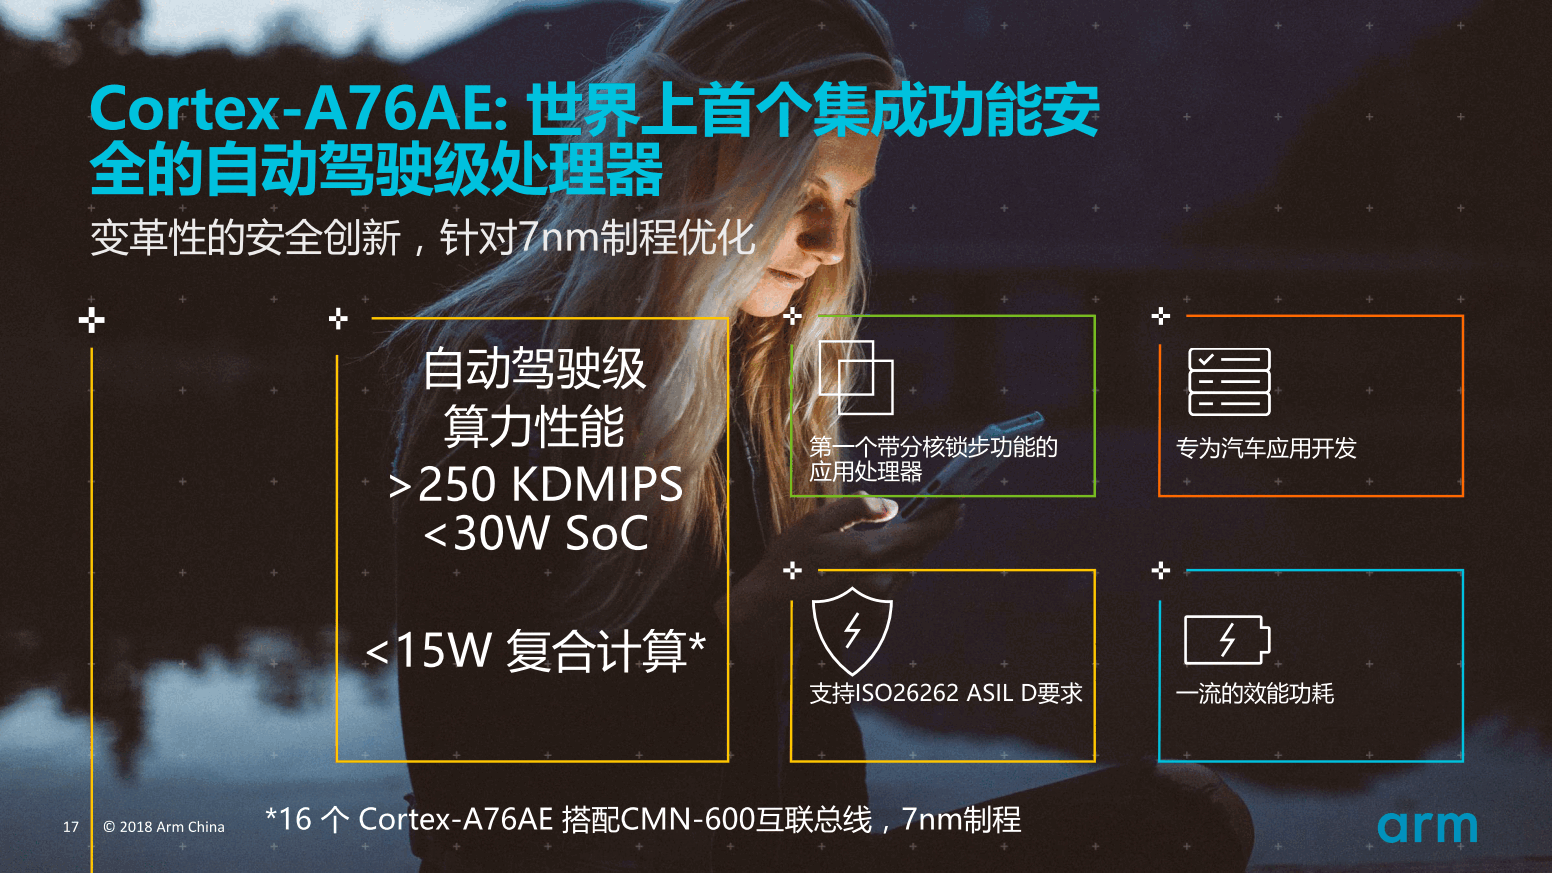 Cortex-A76AE: 世界上首个集成功能安
全的自动驾驶级处理器
变革性的安全创新，针对7nm制程优化
自动驾驶级
算力性能
>250 KDMIPS
<30W SoC
<15W 复合计算*
第一个带分核锁步功能的
应用处理器
专为汽车应用开发
支持ISO26262 ASIL D要求
一流的效能功耗
*16 个 Cortex-A76AE 搭配CMN-600互联总线，7nm制程
17 © 2018 Arm China
arm